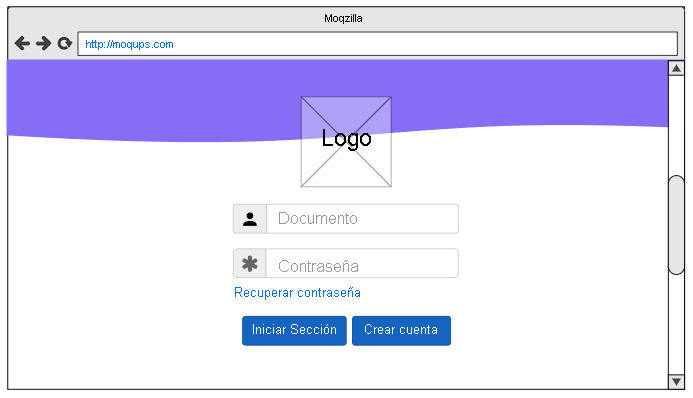 Moqzilla
http://moqups.com
Logo
Documento
Contraseña
Recuperar contraseña
Iniciar Sección
Crear cuenta